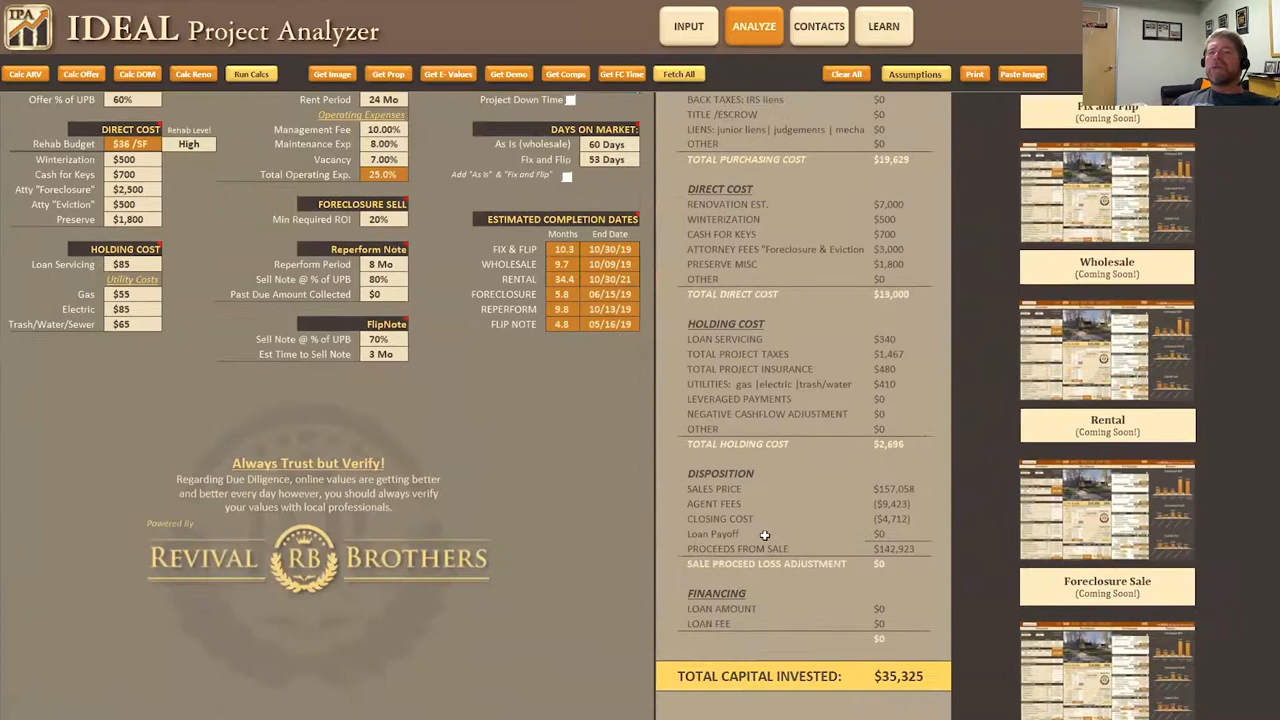 IPA
IDEAL Project Analyzer
INPUT
ANALYZE
CONTACTS
LEARN
Calc ARV
Calc Offer
Calc DOM
Calc Reno
Run Calcs
Get Image
Get Prop
Get E- Values
Get Demo
Get Comps
Get FC Time
Fetch All
Clear All
Assumptions
Print
Paste Image
Offer % of UPB 60%
DIRECT COST Rehab Level
Rehab Budget $36 /SF High
Winterization $500
Cash for Keys $700
Atty "Foreclosure" $2,500
Atty "Eviction" $500
Preserve $1,800
HOLDING COST
Loan Servicing $85
Utility Costs
Gas $55
Electric $85
Trash/Water/Sewer $65
Rent Period 24 Mo
Operating Expenses
Management Fee 10.00%
Maintenance Exp 8.00%
Vacancy 7.00%
Total Operating Exp. 25.0%
FORECLOSURE SELL
Min Required ROI 20%
Reperform Note
Reperform Period 8 Mo
Sell Note @ % of UPB 80%
Past Due Amount Collected $0
FlipNote
Sell Note @ % of UPB 70%
Est Time to Sell Note 3 Mo
Project Down Time
DAYS ON MARKET:
As Is (wholesale) 60 Days
Fix and Flip 53 Days
Add "As Is" & "Fix and Flip"
ESTIMATED COMPLETION DATES
Months End Date
FIX & FLIP 10.3 10/30/19
WHOLESALE 9.7 10/09/19
RENTAL 34.4 10/30/21
FORECLOSURE 5.8 06/15/19
REPERFORM 9.8 10/13/19
FLIP NOTE 4.8 05/16/19
Always Trust but Verify!
Regarding Due Diligence, online values are getting better
and better every day however, you should always verify
your values with local professionals.
Powered By
REVIVAL RB BROTHERS
BACK TAXES; IRS liens $0
TITLE /ESCROW $0
LIENS: junior liens| judgements | mecha $0
OTHER $0
TOTAL PURCHASING COST $19,629
DIRECT COST
RENOVATION EST. $7,000
WINTERIZATION $500
CASH FOR KEYS $700
ATTORNEY FEES "Foreclosure & Eviction $3,000
PRESERVE MISC $1,800
OTHER $0
TOTAL DIRECT COST $13,000
HOLDING COST
LOAN SERVICING $340
TOTAL PROJECT TAXES $1,467
TOTAL PROJECT INSURANCE $480
UTILITIES: gas |electric |trash/water $410
LEVERAGED PAYMENTS $0
NEGATIVE CASHFLOW ADJUSTMENT $0
OTHER $0
TOTAL HOLDING COST $2,696
DISPOSITION
SALES PRICE $157,058
AGENT FEES ($9,423)
CLOSING COST ($4,712)
Loan Payoff $0
PROCEEDS FROM SALE $142,923
SALE PROCEED LOSS ADJUSTMENT $0
FINANCING
LOAN AMOUNT $0
LOAN FEE $0
$0
TOTAL CAPITAL INVESTED: $35,325
Fix and Flip
(Coming Soon!)
Wholesale
(Coming Soon!)
Rental
(Coming Soon!)
Foreclosure Sale
(Coming Soon!)